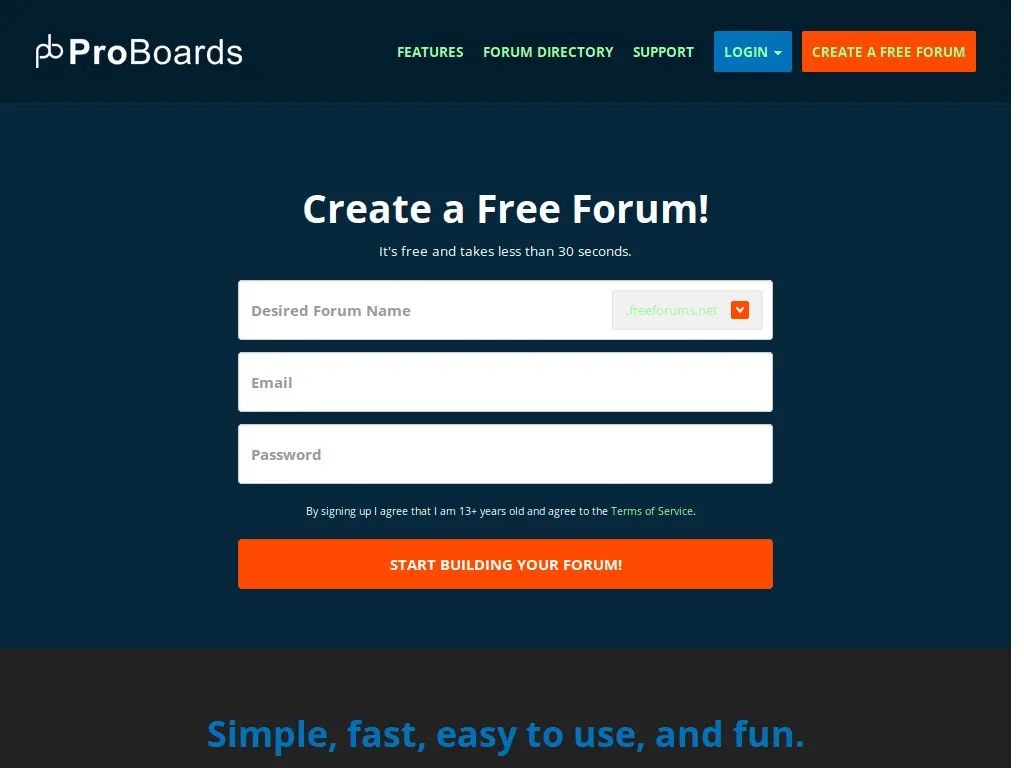 pb ProBoards
FEATURES FORUM DIRECTORY SUPPORT LOGIN CREATE A FREE FORUM
Create a Free Forum!
It's free and takes less than 30 seconds.
Desired Forum Name .freeforums.net
Email
Password
By signing up I agree that I am 13+ years old and agree to the Terms of Service.
START BUILDING YOUR FORUM!
Simple, fast, easy to use, and fun.